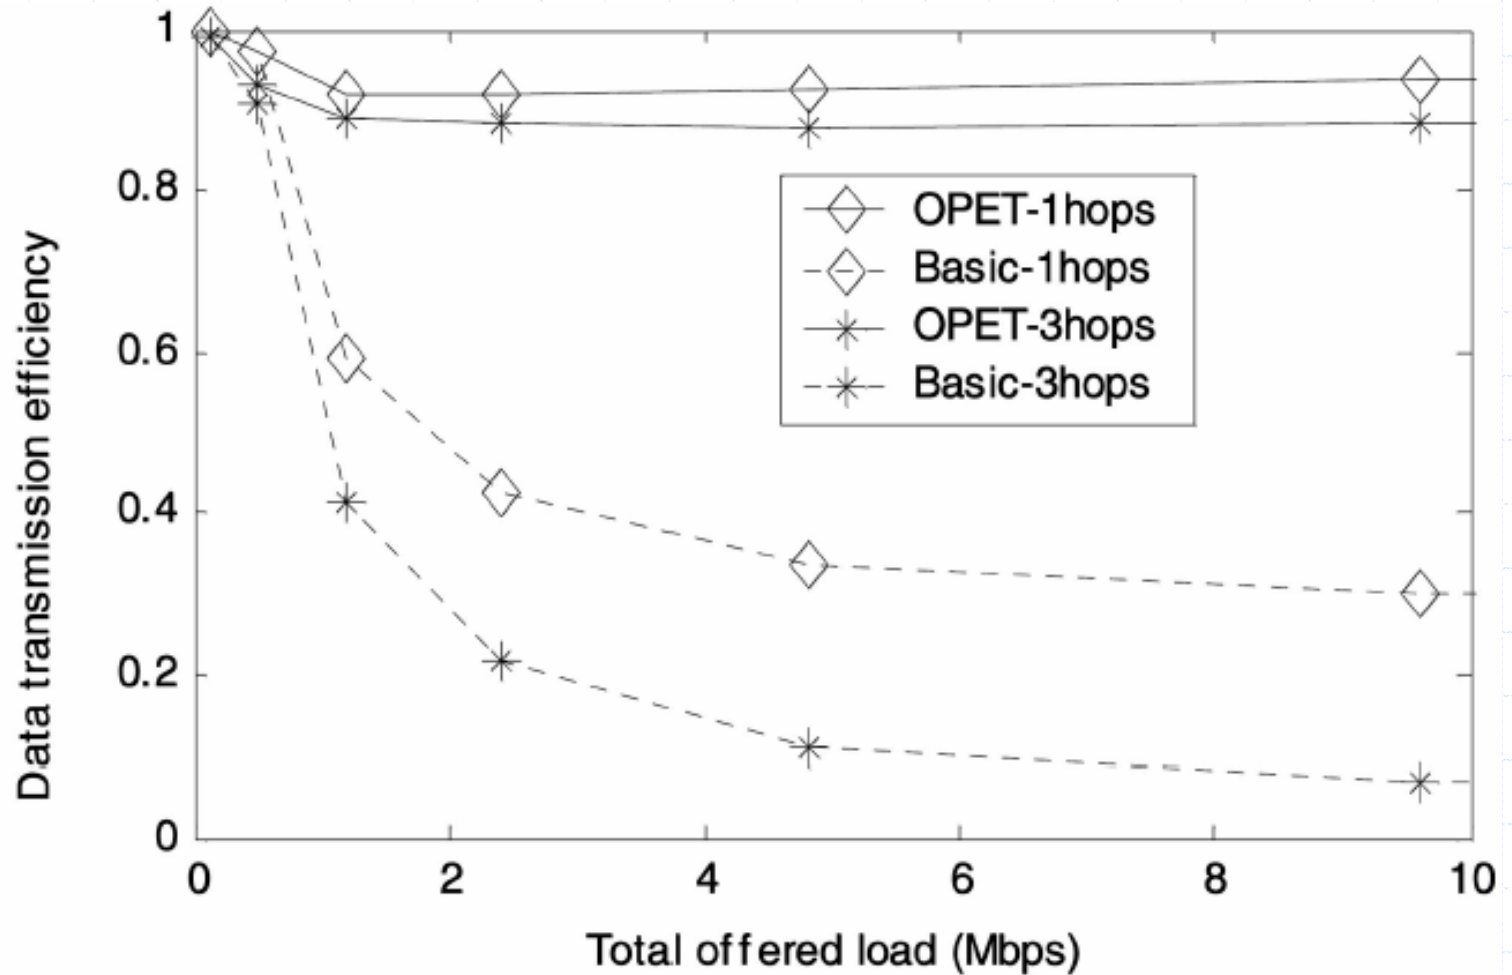 1
0.8
0.6
0.4
0.2
0
0
2
4
6
8
10
Data transmission efficiency
Total offered load (Mbps)
OPET-1hops
Basic-1hops
OPET-3hops
Basic-3hops